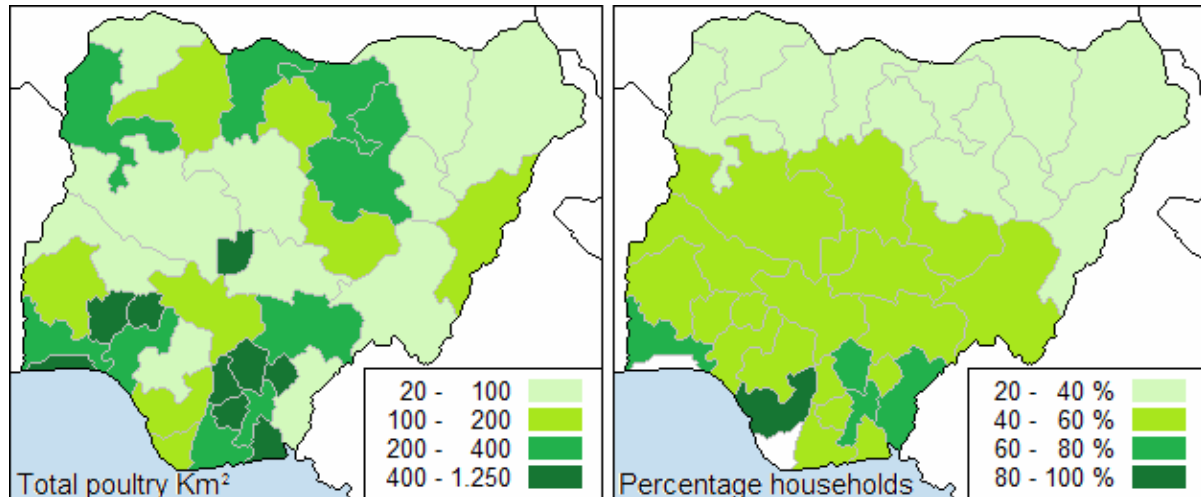 20 - 100
100 - 200
200 - 400
400 - 1.250
Total poultry Km²
20 - 40 %
40 - 60 %
60 - 80 %
80 - 100 %
Percentage households